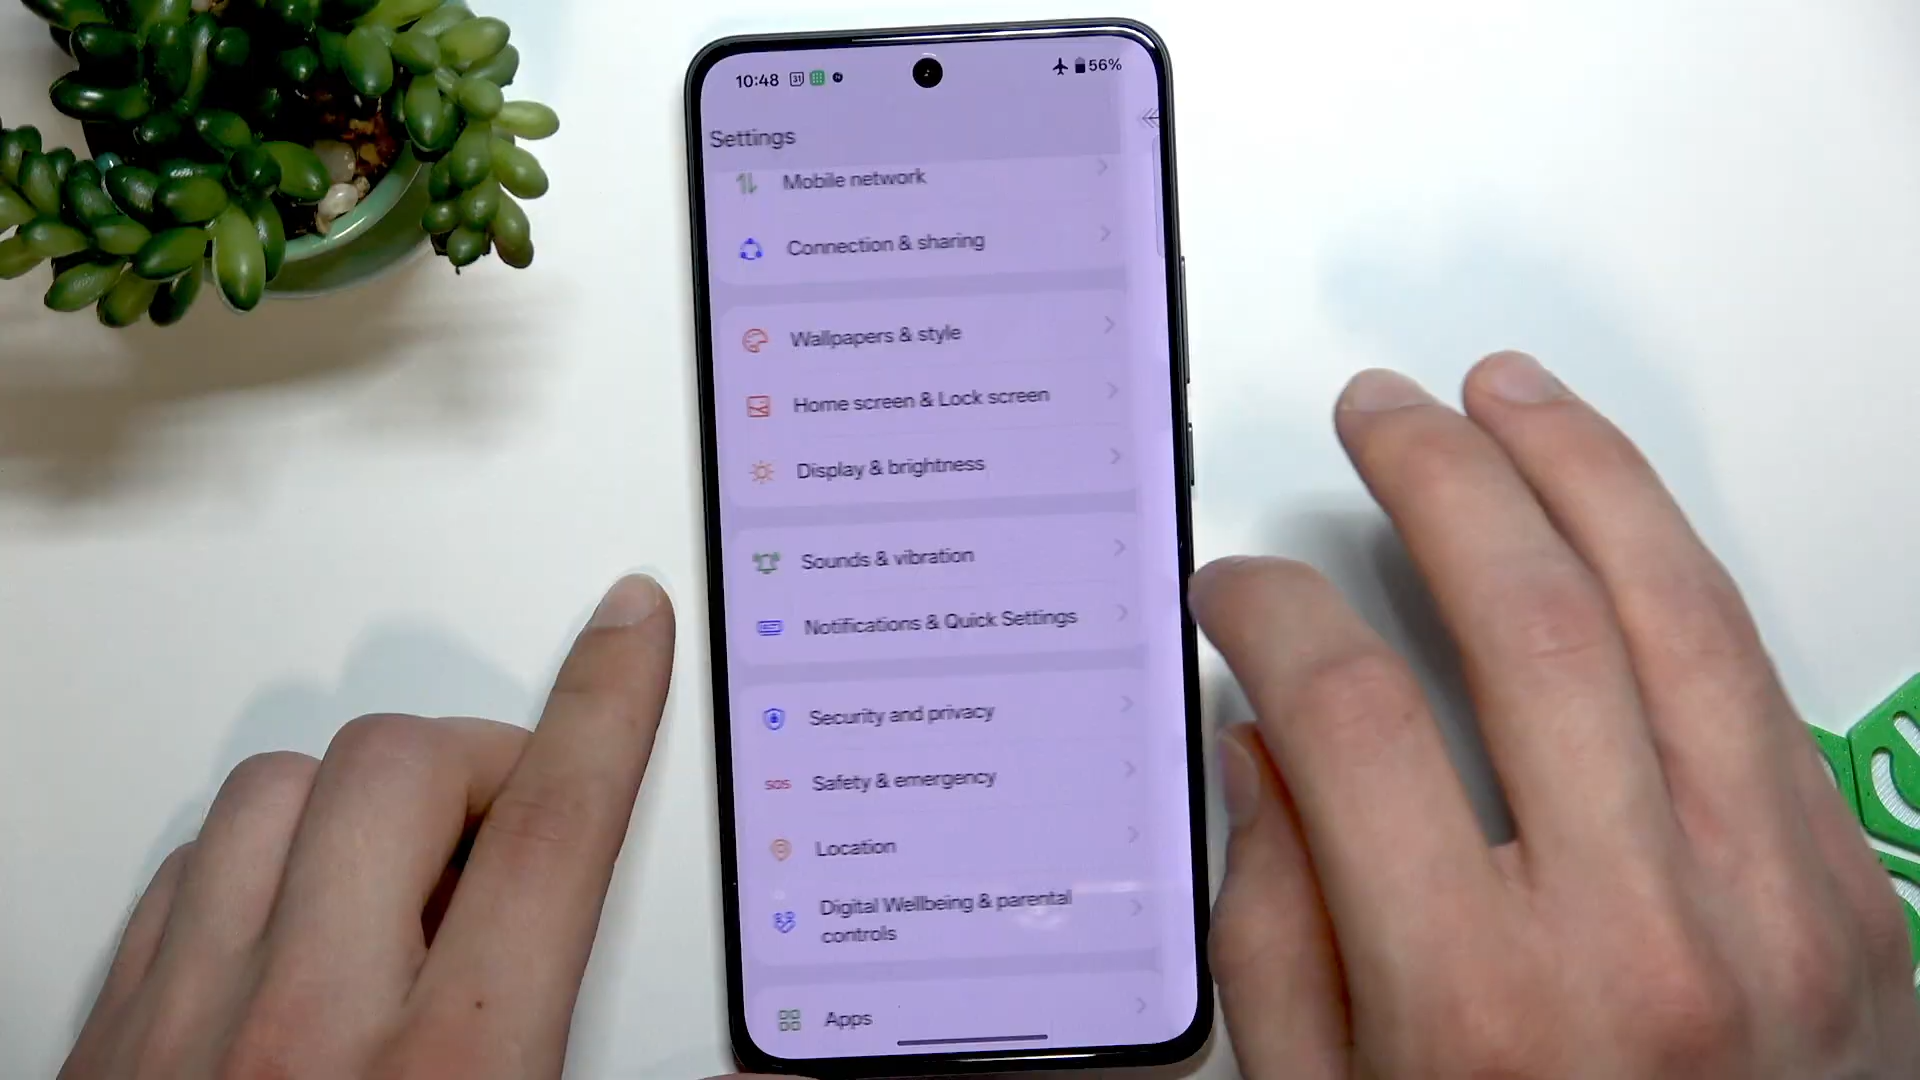 10:48 31 56%
Settings
Mobile network
Connection & sharing
Wallpapers & style
Home screen & Lock screen
Display & brightness
Sounds & vibration
Notifications & Quick Settings
Security and privacy
SOS Safety & emergency
Location
Digital Wellbeing & parental
controls
Apps